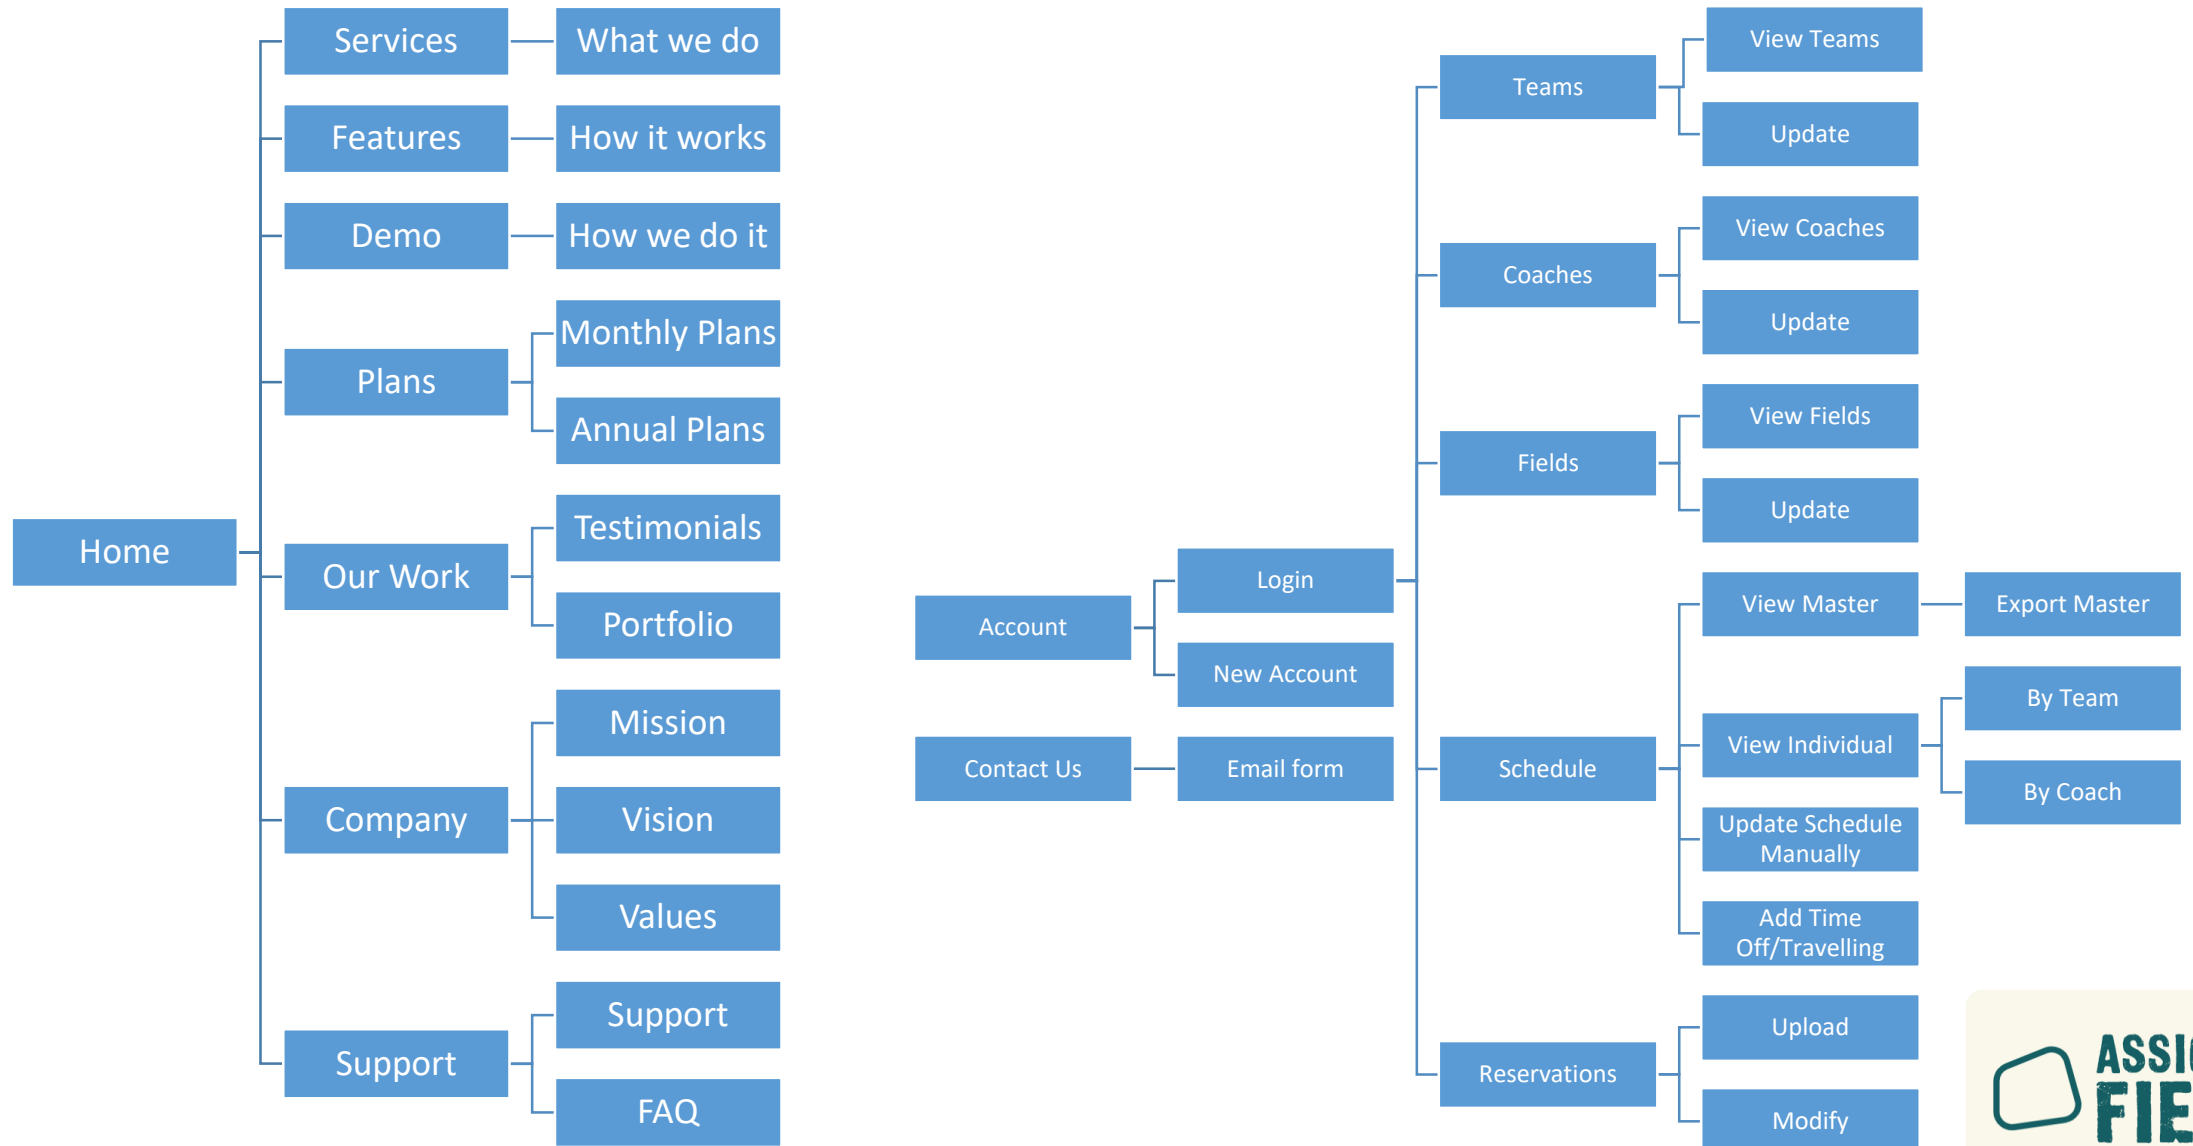 Home
Services
What we do
Features
How it works
Demo
How we do it
Plans
Monthly Plans
Annual Plans
Our Work
Testimonials
Portfolio
Company
Mission
Vision
Values
Support
Support
FAQ
Account
Login
New Account
Contact Us
Email form
Teams
View Teams
Update
Coaches
View Coaches
Update
Fields
View Fields
Update
Schedule
View Master
Export Master
View Individual
By Team
By Coach
Update Schedule
Manually
Add Time
Off/Travelling
Reservations
Upload
Modify